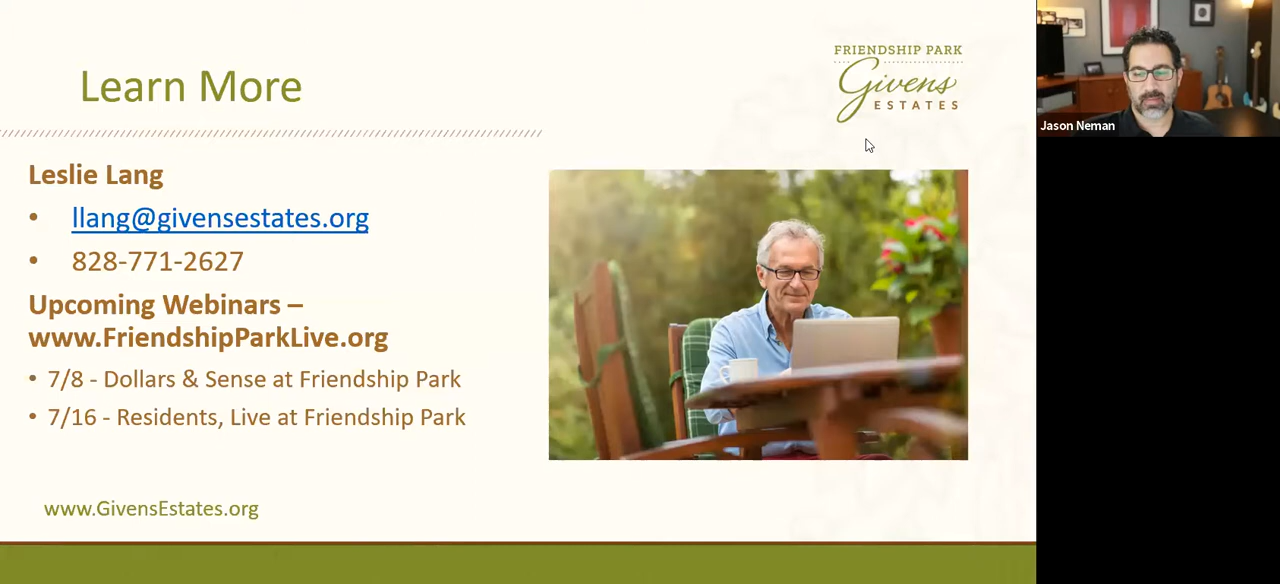 Learn More
FRIENDSHIP PARK
Givens
ESTATES
Leslie Lang
• llang@givensestates.org
• 828-771-2627
Upcoming Webinars –
www.FriendshipParkLive.org
• 7/8 - Dollars & Sense at Friendship Park
• 7/16 - Residents, Live at Friendship Park
www.GivensEstates.org
Jason Neman